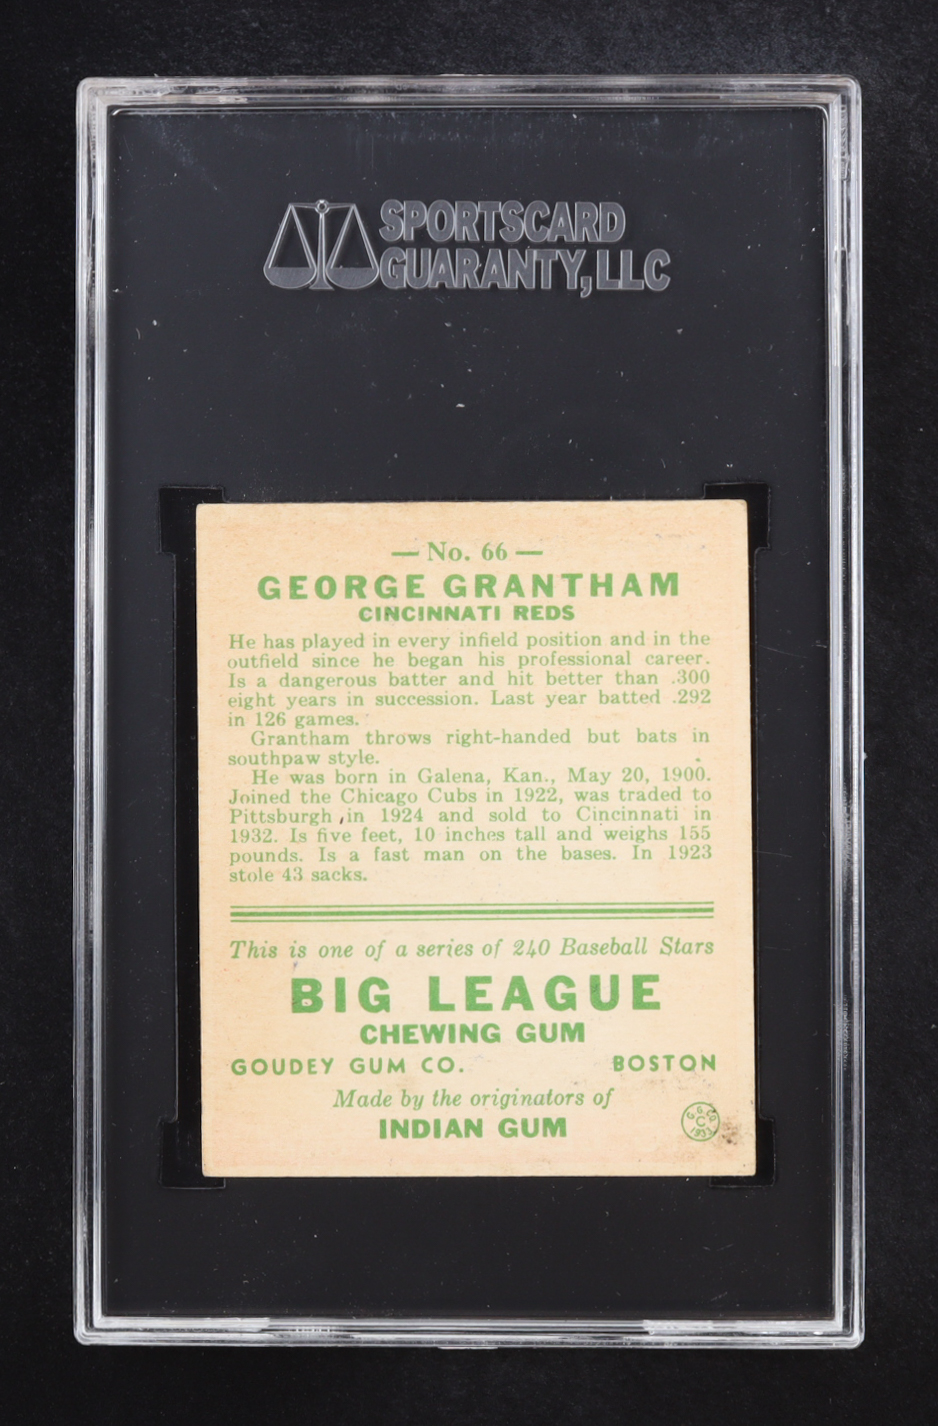 SPORTSCARD
GUARANTY, LLC
— No. 66 —
GEORGE GRANTHAM
CINCINNATI REDS
He has played in every infield position and in the
outfield since he began his professional career.
Is a dangerous batter and hit better than .300
eight years in succession. Last year batted .292
in 126 games.
Grantham throws right-handed but bats in
southpaw style.
He was born in Galena, Kan., May 20, 1900.
Joined the Chicago Cubs in 1922, was traded to
Pittsburgh in 1924 and sold to Cincinnati in
1932. Is five feet, 10 inches tall and weighs 155
pounds. Is a fast man on the bases. In 1923
stole 43 sacks.
This is one of a series of 240 Baseball Stars
BIG LEAGUE
CHEWING GUM
GOUDEY GUM CO. BOSTON
Made by the originators of
INDIAN GUM
G. G. CO.
C
1933